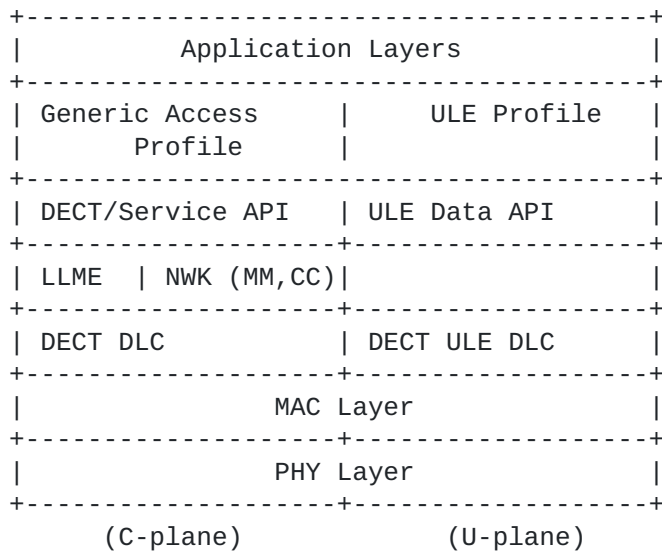 +----------------------------------------+
|          Application Layers            |
+----------------------------------------+
| Generic Access     |     ULE Profile   |
|       Profile      |                   |
+----------------------------------------+
| DECT/Service API   | ULE Data API      |
+--------------------+-------------------+
| LLME  | NWK (MM,CC)|                   |
+--------------------+-------------------+
| DECT DLC           | DECT ULE DLC      |
+--------------------+-------------------+
|                MAC Layer               |
+--------------------+-------------------+
|                PHY Layer               |
+--------------------+-------------------+
      (C-plane)             (U-plane)